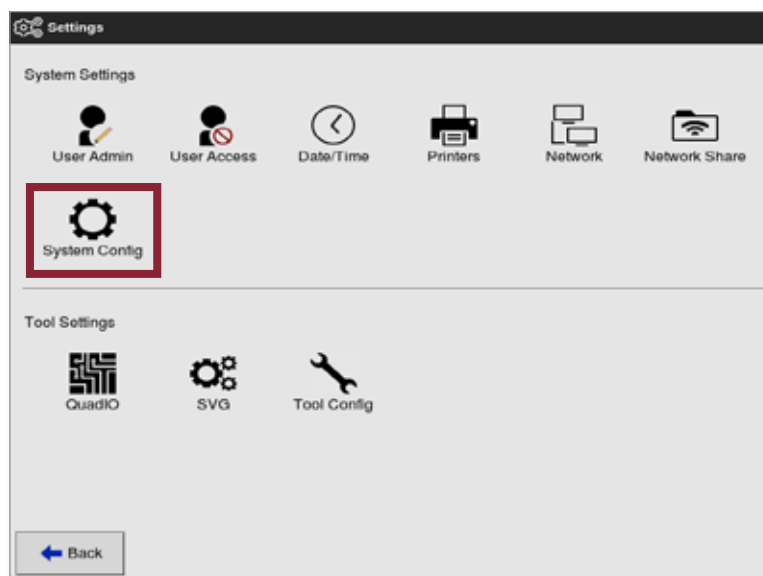 Settings
System Settings
User Admin User Access Date/Time Printers Network Network Share
System Config
Tool Settings
QuadIO SVG Tool Config
Back